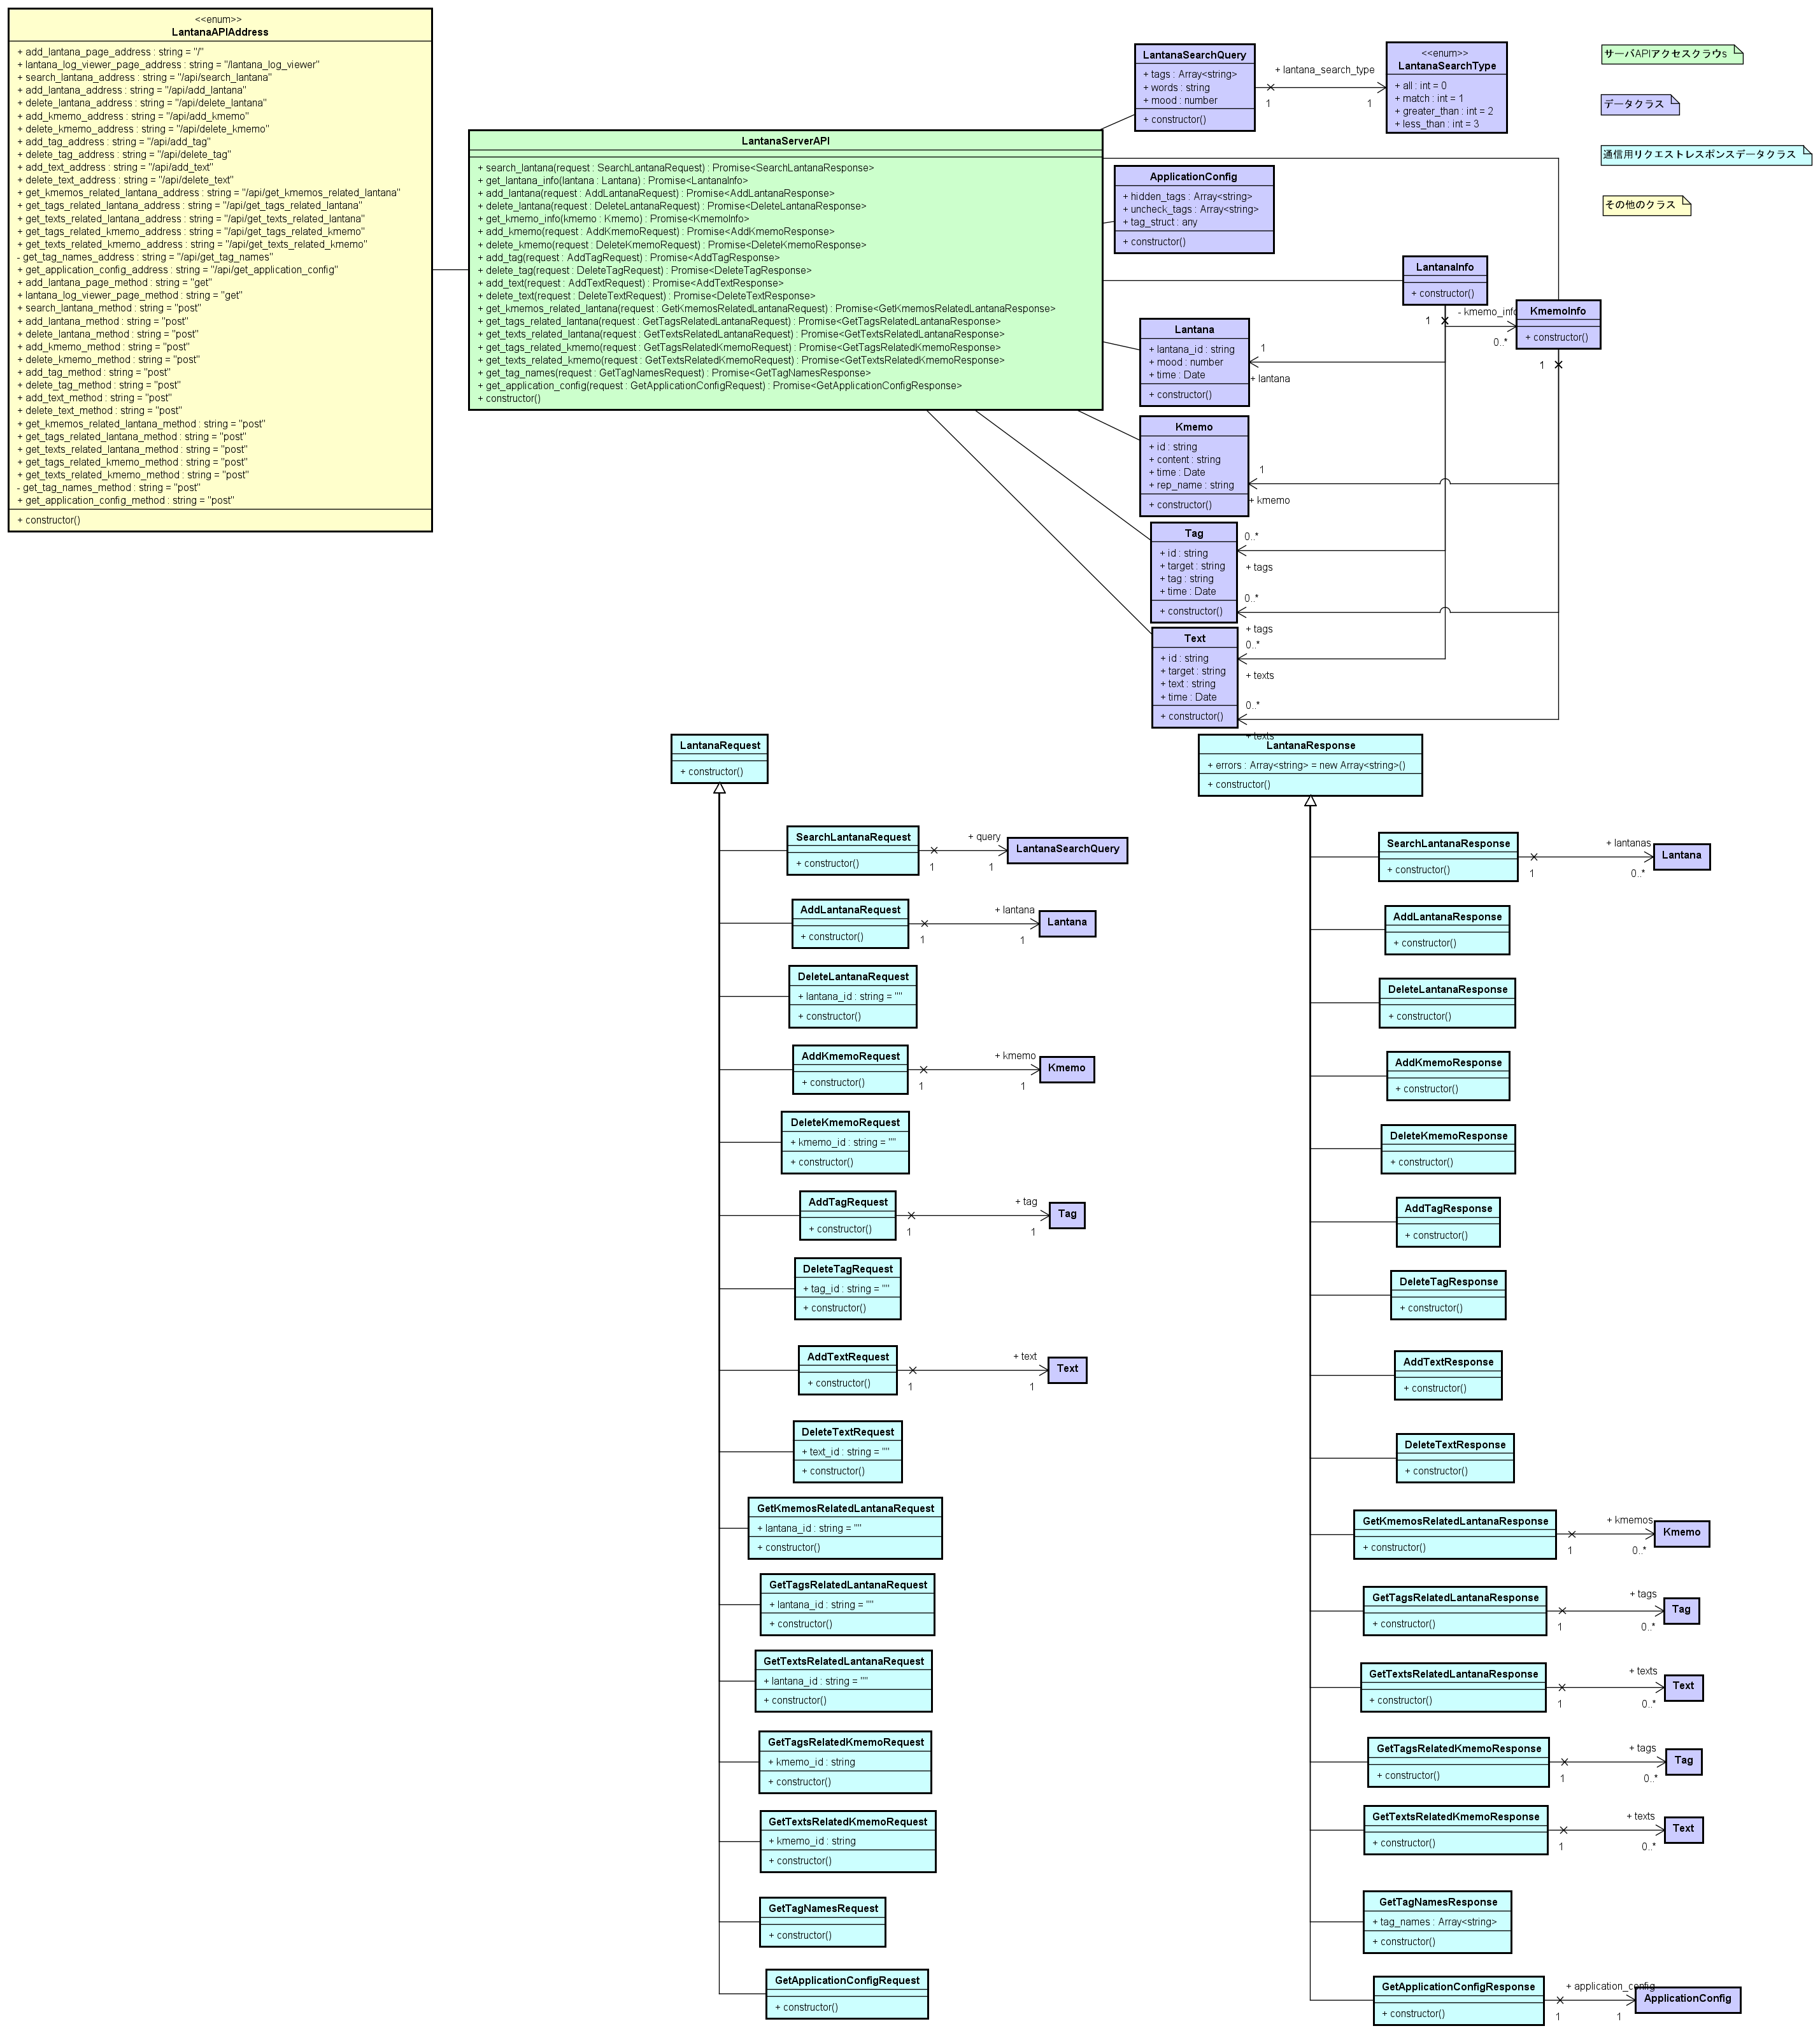 <<enum>>
LantanaAPIAddress
+ add_lantana_page_address : string = "/"
+ lantana_log_viewer_page_address : string = "/lantana_log_viewer"
+ search_lantana_address : string = "/api/search_lantana"
+ add_lantana_address : string = "/api/add_lantana"
+ delete_lantana_address : string = "/api/delete_lantana"
+ add_kmemo_address : string = "/api/add_kmemo"
+ delete_kmemo_address : string = "/api/delete_kmemo"
+ add_tag_address : string = "/api/add_tag"
+ delete_tag_address : string = "/api/delete_tag"
+ add_text_address : string = "/api/add_text"
+ delete_text_address : string = "/api/delete_text"
+ get_kmemos_related_lantana_address : string = "/api/get_kmemos_related_lantana"
+ get_tags_related_lantana_address : string = "/api/get_tags_related_lantana"
+ get_texts_related_lantana_address : string = "/api/get_texts_related_lantana"
+ get_tags_related_kmemo_address : string = "/api/get_tags_related_kmemo"
+ get_texts_related_kmemo_address : string = "/api/get_texts_related_kmemo"
- get_tag_names_address : string = "/api/get_tag_names"
+ get_application_config_address : string = "/api/get_application_config"
+ add_lantana_page_method : string = "get"
+ lantana_log_viewer_page_method : string = "get"
+ search_lantana_method : string = "post"
+ add_lantana_method : string = "post"
+ delete_lantana_method : string = "post"
+ add_kmemo_method : string = "post"
+ delete_kmemo_method : string = "post"
+ add_tag_method : string = "post"
+ delete_tag_method : string = "post"
+ add_text_method : string = "post"
+ delete_text_method : string = "post"
+ get_kmemos_related_lantana_method : string = "post"
+ get_tags_related_lantana_method : string = "post"
+ get_texts_related_lantana_method : string = "post"
+ get_tags_related_kmemo_method : string = "post"
+ get_texts_related_kmemo_method : string = "post"
- get_tag_names_method : string = "post"
+ get_application_config_method : string = "post"
+ constructor()
LantanaServerAPI
+ search_lantana(request : SearchLantanaRequest) : Promise<SearchLantanaResponse>
+ get_lantana_info(lantana : Lantana) : Promise<LantanaInfo>
+ add_lantana(request : AddLantanaRequest) : Promise<AddLantanaResponse>
+ delete_lantana(request : DeleteLantanaRequest) : Promise<DeleteLantanaResponse>
+ get_kmemo_info(kmemo : Kmemo) : Promise<KmemoInfo>
+ add_kmemo(request : AddKmemoRequest) : Promise<AddKmemoResponse>
+ delete_kmemo(request : DeleteKmemoRequest) : Promise<DeleteKmemoResponse>
+ add_tag(request : AddTagRequest) : Promise<AddTagResponse>
+ delete_tag(request : DeleteTagRequest) : Promise<DeleteTagResponse>
+ add_text(request : AddTextRequest) : Promise<AddTextResponse>
+ delete_text(request : DeleteTextRequest) : Promise<DeleteTextResponse>
+ get_kmemos_related_lantana(request : GetKmemosRelatedLantanaRequest) : Promise<GetKmemosRelatedLantanaResponse>
+ get_tags_related_lantana(request : GetTagsRelatedLantanaRequest) : Promise<GetTagsRelatedLantanaResponse>
+ get_texts_related_lantana(request : GetTextsRelatedLantanaRequest) : Promise<GetTextsRelatedLantanaResponse>
+ get_tags_related_kmemo(request : GetTagsRelatedKmemoRequest) : Promise<GetTagsRelatedKmemoResponse>
+ get_texts_related_kmemo(request : GetTextsRelatedKmemoRequest) : Promise<GetTextsRelatedKmemoResponse>
+ get_tag_names(request : GetTagNamesRequest) : Promise<GetTagNamesResponse>
+ get_application_config(request : GetApplicationConfigRequest) : Promise<GetApplicationConfigResponse>
+ constructor()
LantanaSearchQuery
+ tags : Array<string>
+ words : string
+ mood : number
+ constructor()
+ lantana_search_type
1
1
<<enum>>
LantanaSearchType
+ all : int = 0
+ match : int = 1
+ greater_than : int = 2
+ less_than : int = 3
サーバAPIアクセスクラウs
データクラス
通信用リクエストレスポンスデータクラス
その他のクラス
ApplicationConfig
+ hidden_tags : Array<string>
+ uncheck_tags : Array<string>
+ tag_struct : any
+ constructor()
LantanaInfo
+ constructor()
1
- kmemo_info
0..*
KmemoInfo
+ constructor()
1
Lantana
+ lantana_id : string
+ mood : number
+ time : Date
+ constructor()
1
+ lantana
Kmemo
+ id : string
+ content : string
+ time : Date
+ rep_name : string
+ constructor()
1
+ kmemo
Tag
+ id : string
+ target : string
+ tag : string
+ time : Date
+ constructor()
0..*
+ tags
0..*
+ tags
Text
+ id : string
+ target : string
+ text : string
+ time : Date
+ constructor()
0..*
+ texts
0..*
+ texts
LantanaRequest
+ constructor()
SearchLantanaRequest
+ constructor()
+ query
1
1
LantanaSearchQuery
AddLantanaRequest
+ constructor()
+ lantana
1
1
Lantana
DeleteLantanaRequest
+ lantana_id : string = ""
+ constructor()
AddKmemoRequest
+ constructor()
+ kmemo
1
1
Kmemo
DeleteKmemoRequest
+ kmemo_id : string = ""
+ constructor()
AddTagRequest
+ constructor()
+ tag
1
1
Tag
DeleteTagRequest
+ tag_id : string = ""
+ constructor()
AddTextRequest
+ constructor()
+ text
1
1
Text
DeleteTextRequest
+ text_id : string = ""
+ constructor()
GetKmemosRelatedLantanaRequest
+ lantana_id : string = ""
+ constructor()
GetTagsRelatedLantanaRequest
+ lantana_id : string = ""
+ constructor()
GetTextsRelatedLantanaRequest
+ lantana_id : string = ""
+ constructor()
GetTagsRelatedKmemoRequest
+ kmemo_id : string
+ constructor()
GetTextsRelatedKmemoRequest
+ kmemo_id : string
+ constructor()
GetTagNamesRequest
+ constructor()
GetApplicationConfigRequest
+ constructor()
LantanaResponse
+ errors : Array<string> = new Array<string>()
+ constructor()
SearchLantanaResponse
+ constructor()
+ lantanas
1
0..*
Lantana
AddLantanaResponse
+ constructor()
DeleteLantanaResponse
+ constructor()
AddKmemoResponse
+ constructor()
DeleteKmemoResponse
+ constructor()
AddTagResponse
+ constructor()
DeleteTagResponse
+ constructor()
AddTextResponse
+ constructor()
DeleteTextResponse
+ constructor()
GetKmemosRelatedLantanaResponse
+ constructor()
+ kmemos
1
0..*
Kmemo
GetTagsRelatedLantanaResponse
+ constructor()
+ tags
1
0..*
Tag
GetTextsRelatedLantanaResponse
+ constructor()
+ texts
1
0..*
Text
GetTagsRelatedKmemoResponse
+ constructor()
+ tags
1
0..*
Tag
GetTextsRelatedKmemoResponse
+ constructor()
+ texts
1
0..*
Text
GetTagNamesResponse
+ tag_names : Array<string>
+ constructor()
GetApplicationConfigResponse
+ constructor()
+ application_config
1
1
ApplicationConfig